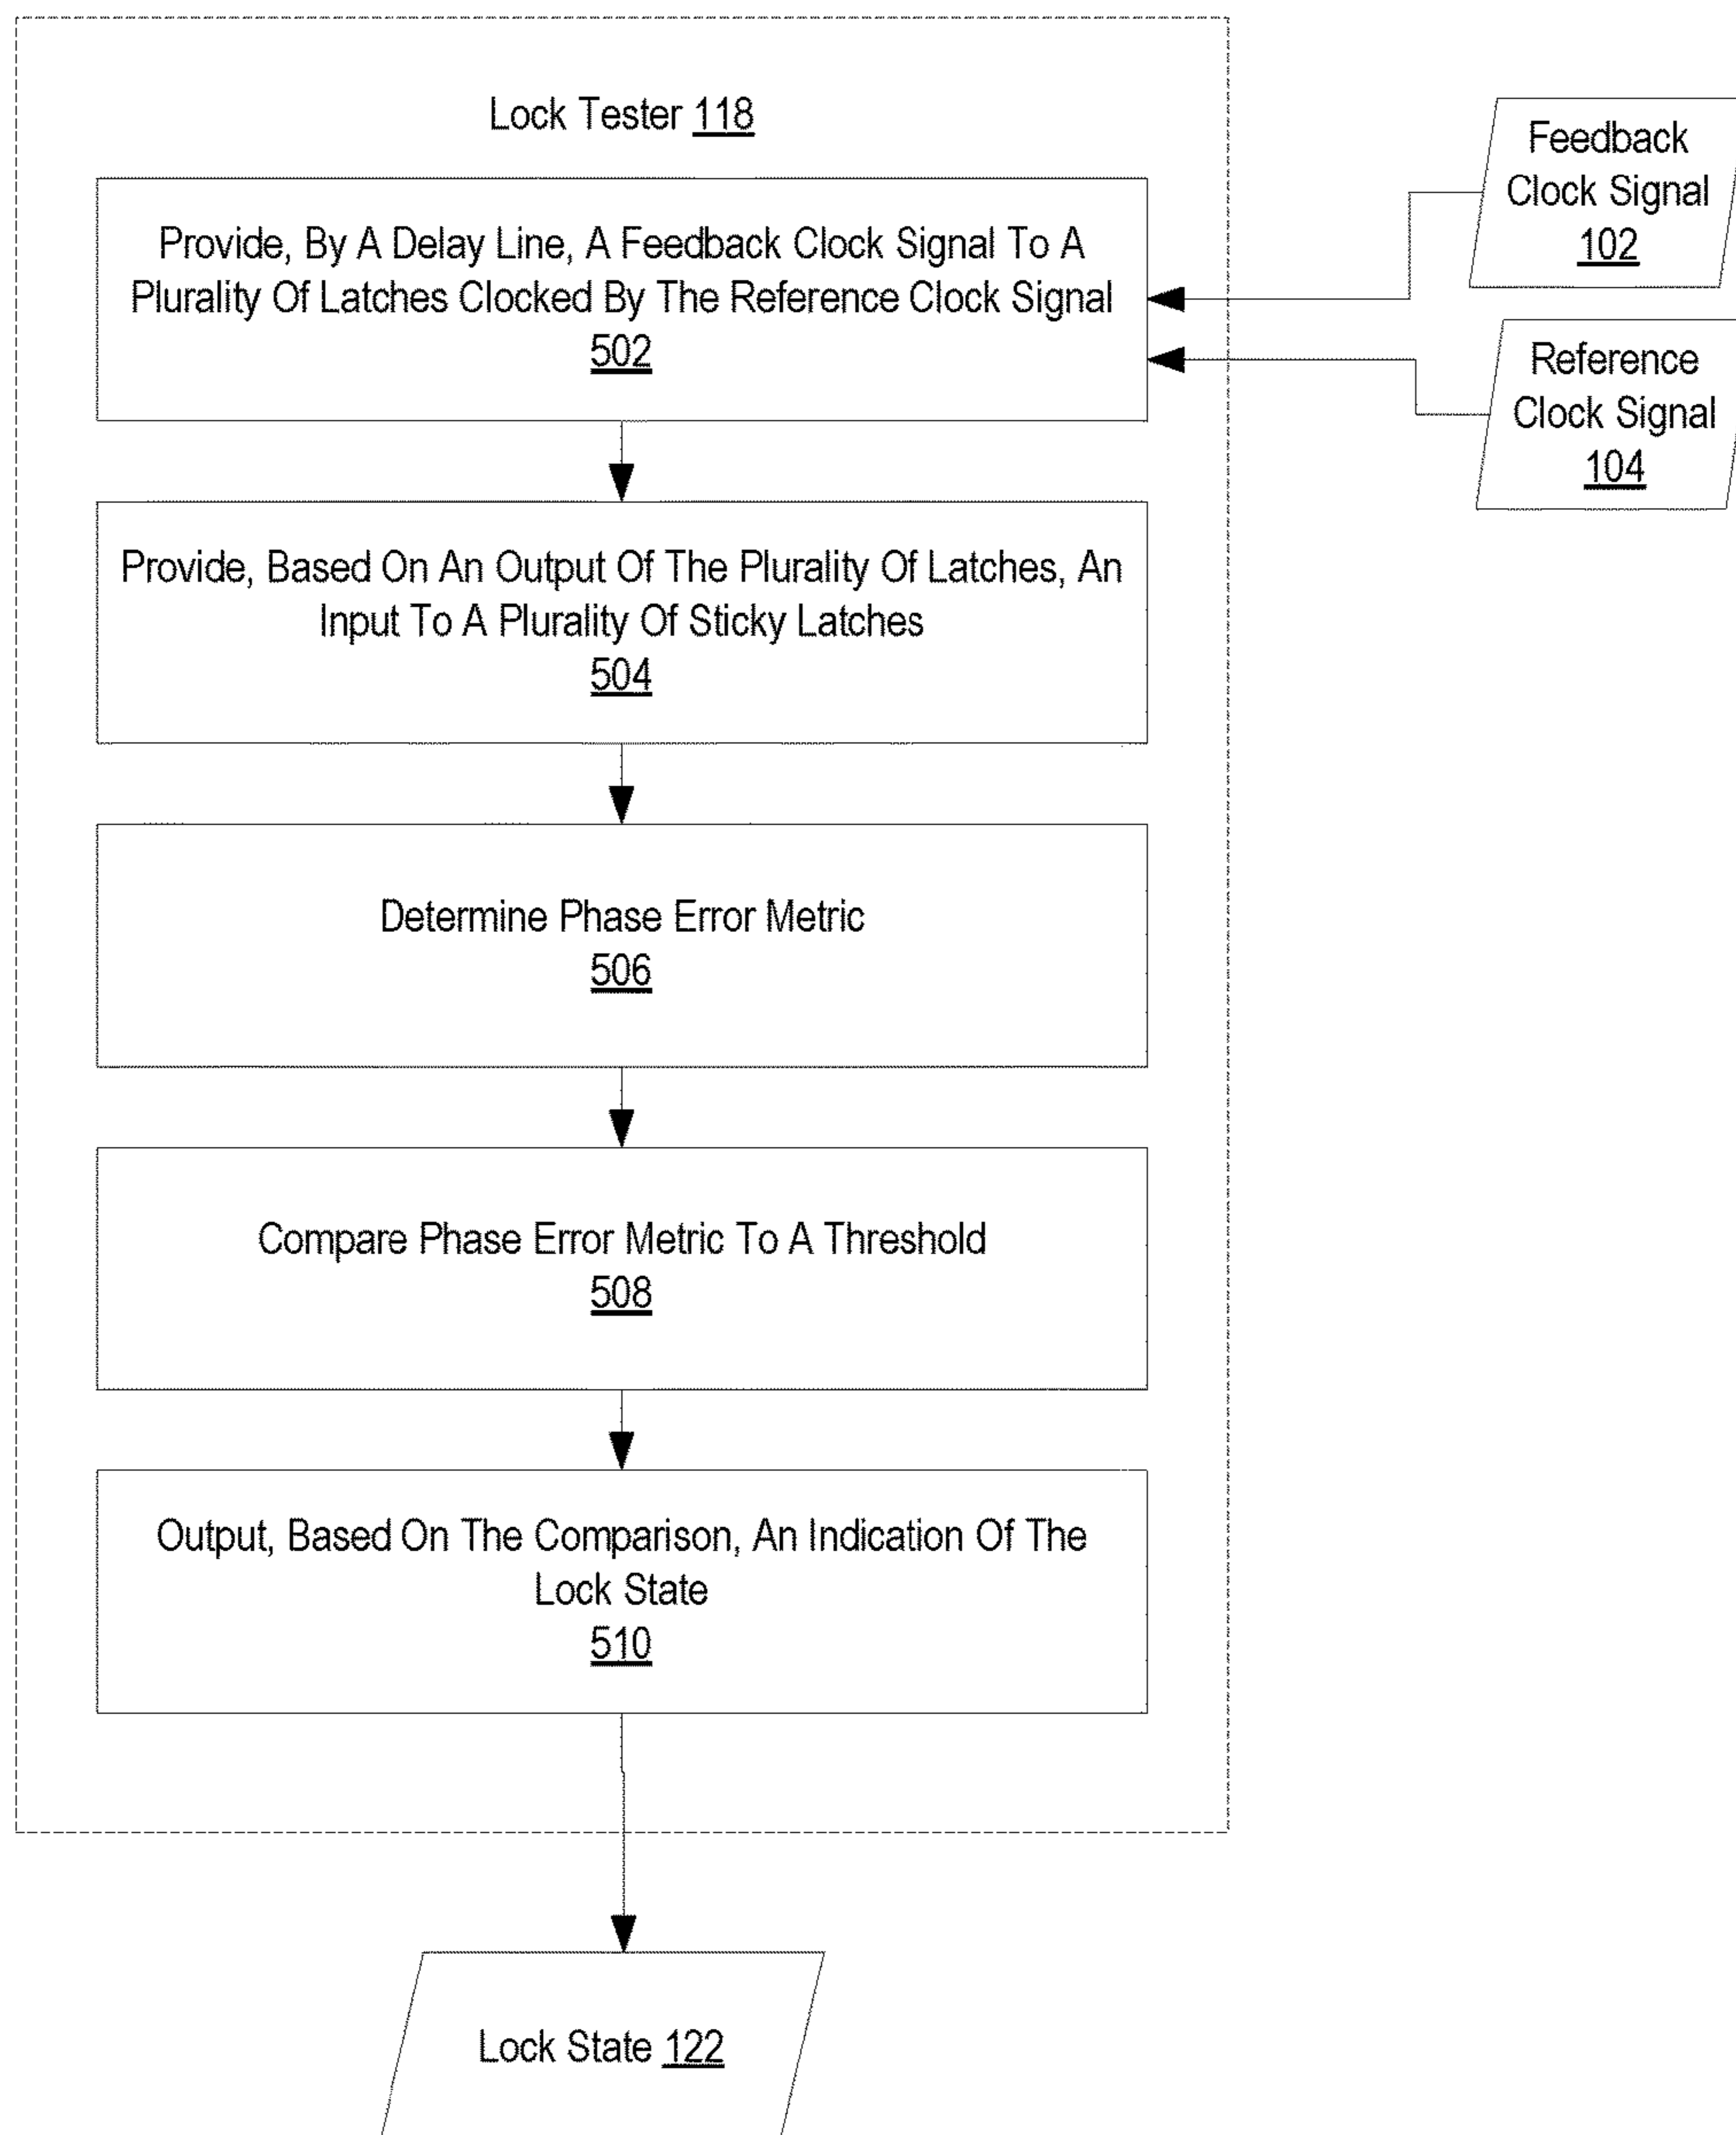 Lock Tester 118
Provide, By A Delay Line, A Feedback Clock Signal To A
Plurality Of Latches Clocked By The Reference Clock Signal
502
Feedback
Clock Signal
102
Reference
Clock Signal
104
Provide, Based On An Output Of The Plurality Of Latches, An
Input To A Plurality Of Sticky Latches
504
Determine Phase Error Metric
506
Compare Phase Error Metric To A Threshold
508
Output, Based On The Comparison, An Indication Of The
Lock State
510
Lock State 122